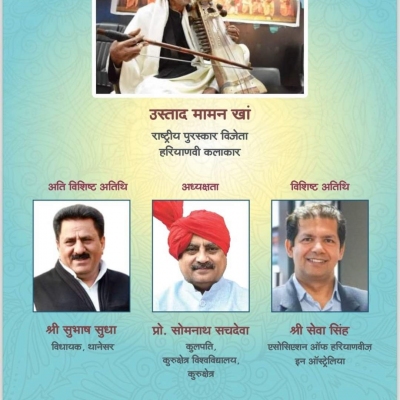 उस्ताद मामन खां
राष्ट्रीय पुरस्कार विजेता
हरियाणवी कलाकार
अति विशिष्ट अतिथि
अध्यक्षता
विशिष्ट अतिथि
श्री सुभाष सुधा
विधायक, थानेसर
प्रो. सोमनाथ सचदेवा
कुलपति,
कुरुक्षेत्र विश्वविद्यालय,
कुरुक्षेत्र
श्री सेवा सिंह
एसोसिएशन ऑफ हरियाणवीज
इन ऑस्ट्रेलिया